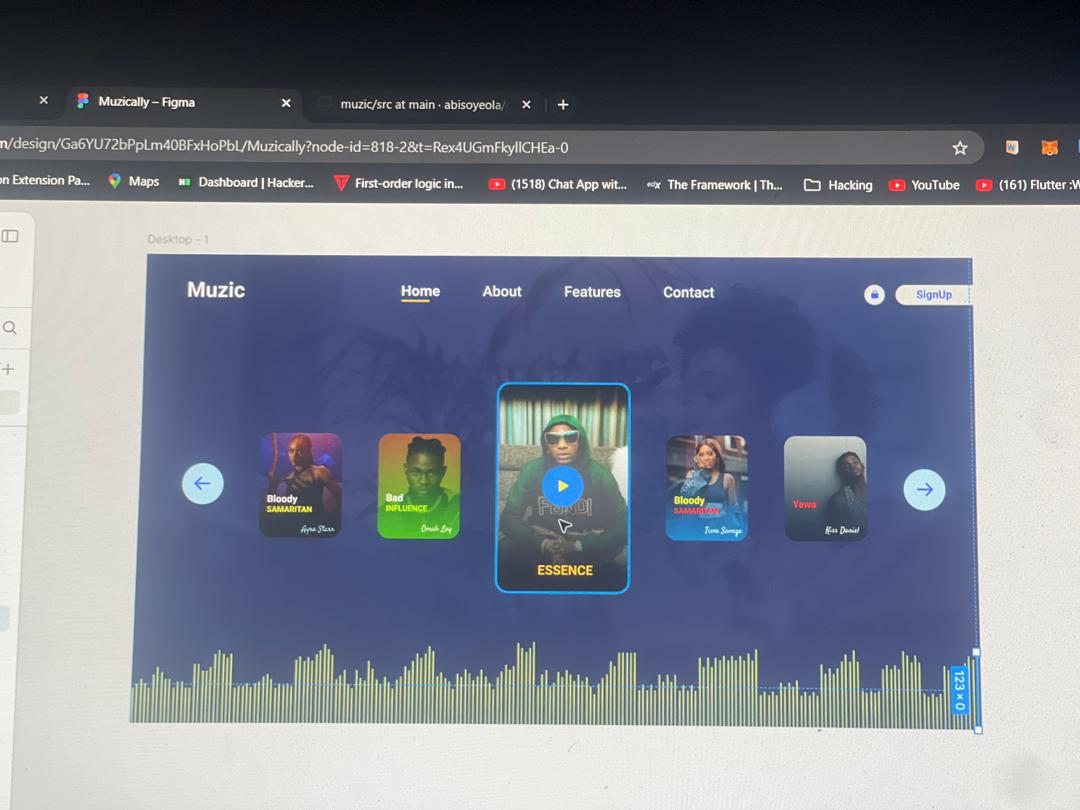 Muzically – Figma
muzic/src at main · abisoyeola/
m/design/Ga6YU72bPpLm40BFxHoPbL/Muzically?node-id=818-2&t=Rex4UGmFkyllCHEa-0
on Extension Pa...
Maps
Dashboard | Hacker...
First-order logic in...
(1518) Chat App wit...
The Framework | Th...
Hacking
YouTube
(161) Flutter :W
Desktop - 1
Muzic
Home
About
Features
Contact
SignUp
Bloody
SAMARITAN
Ayra Starr
Bad
INFLUENCE
Omah Lay
FENDI
ESSENCE
Bloody
SAMARITAN
Tiwa Savage
Yewa
Kiss Daniel
123 × 0